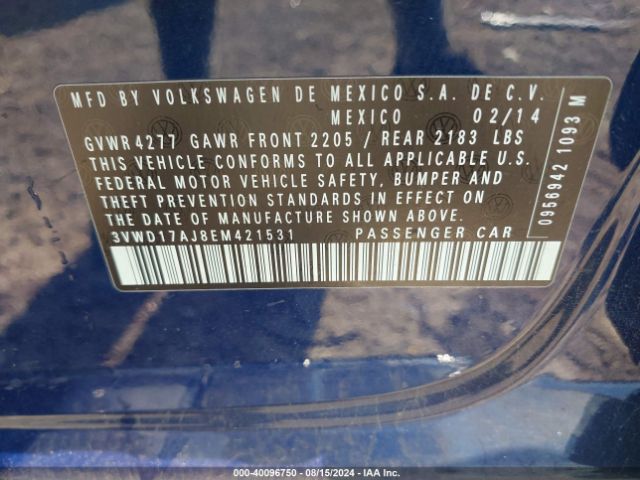 MFD BY VOLKSWAGEN DE MEXICO S.A. DE C.V.
MEXICO 02/14
GVWR 4277 GAWR FRONT 2205 / REAR 2183 LBS
THIS VEHICLE CONFORMS TO ALL APPLICABLE U.S.
FEDERAL MOTOR VEHICLE SAFETY, BUMPER AND
THEFT PREVENTION STANDARDS IN EFFECT ON
THE DATE OF MANUFACTURE SHOWN ABOVE.
3VWD17AJ8EM421531 PASSENGER CAR
0956942 1093 M
000-40096750 - 08/15/2024 - IAA Inc.